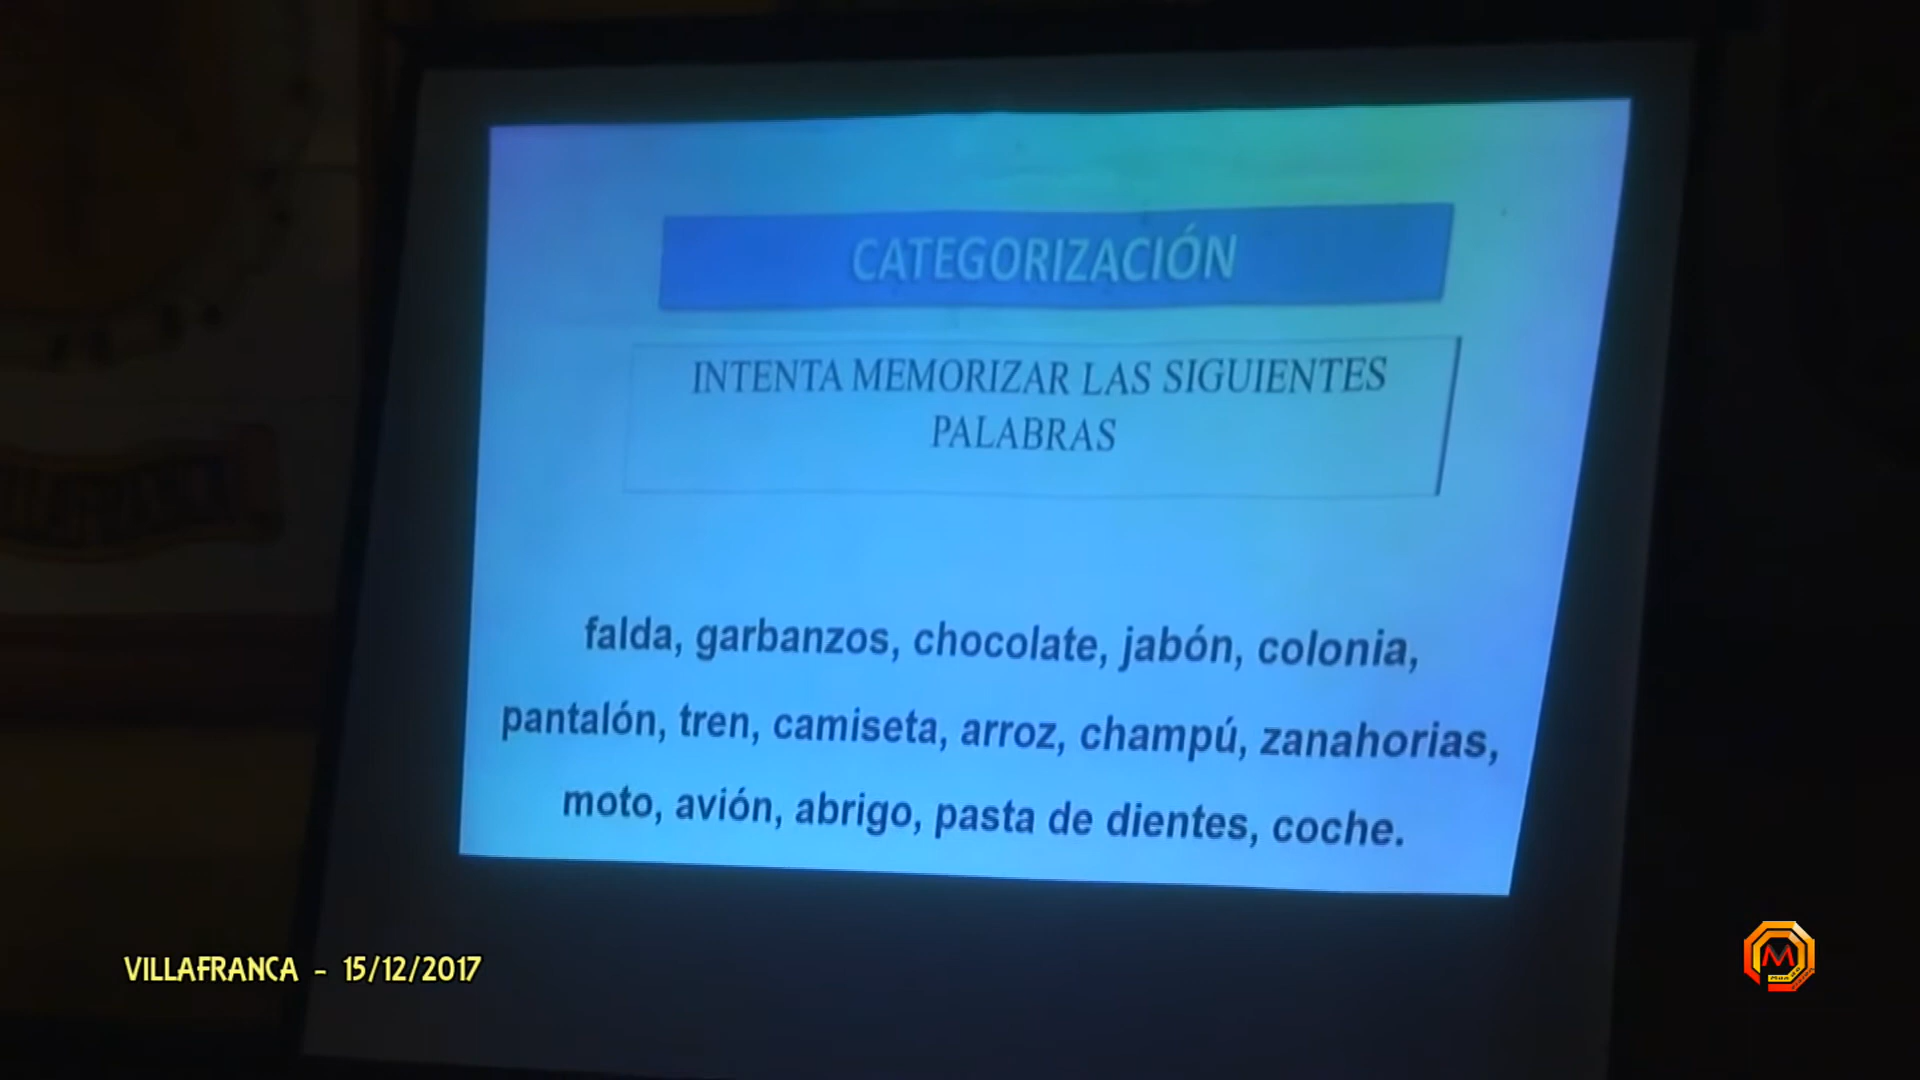 CATEGORIZACIÓN
INTENTA MEMORIZAR LAS SIGUIENTES
PALABRAS
falda, garbanzos, chocolate, jabón, colonia,
pantalón, tren, camiseta, arroz, champú, zanahorias,
moto, avión, abrigo, pasta de dientes, coche.
VILLAFRANCA - 15/12/2017
M